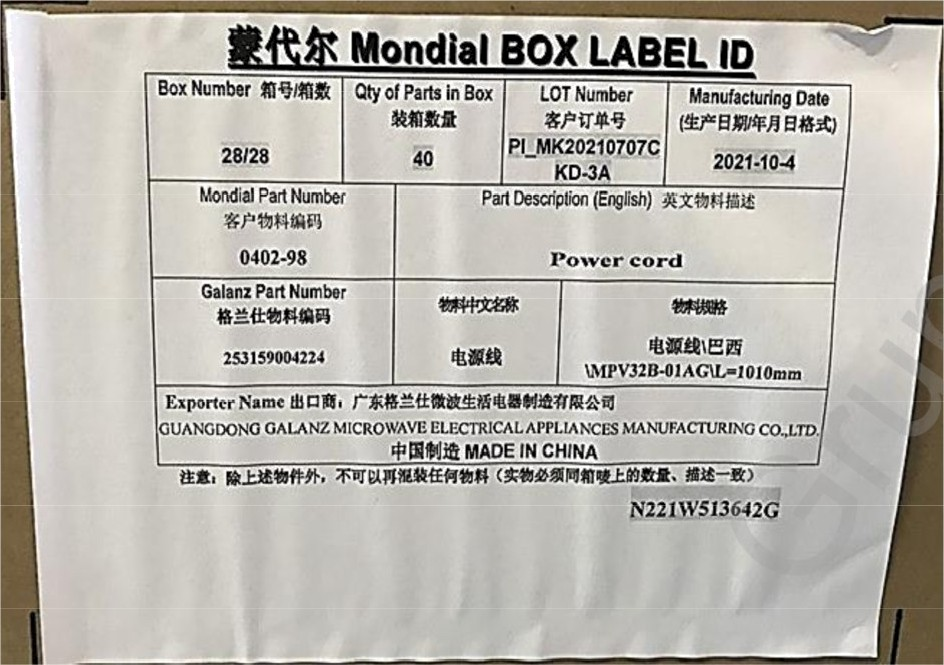 蒙代尔 Mondial BOX LABEL ID
Box Number 箱号/箱数
28/28
Qty of Parts in Box
装箱数量
40
LOT Number
客户订单号
PI_MK20210707C
KD-3A
Manufacturing Date
(生产日期/年月日格式)
2021-10-4
Mondial Part Number
客户物料编码
0402-98
Part Description (English) 英文物料描述
Power cord
Galanz Part Number
格兰仕物料编码
253159004224
物料中文名称
电源线
物料规格
电源线\巴西
\MPV32B-01AG\L=1010mm
Exporter Name 出口商：广东格兰仕微波生活电器制造有限公司
GUANGDONG GALANZ MICROWAVE ELECTRICAL APPLIANCES MANUFACTURING CO.,LTD.
中国制造 MADE IN CHINA
注意：除上述物件外，不可以再混装任何物料（实物必须同箱唛上的数量、描述一致）
N221W513642G